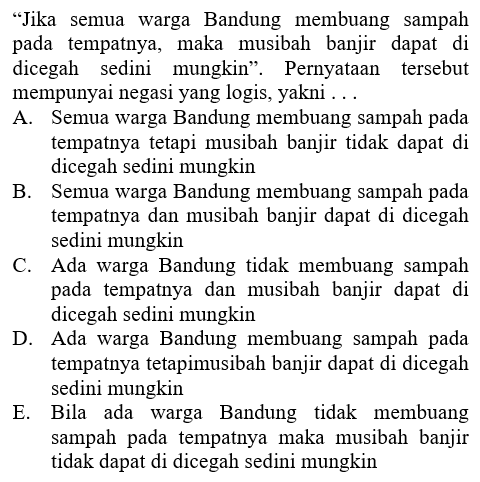 “Jika semua warga Bandung membuang sampah
pada tempatnya, maka musibah banjir dapat di
dicegah sedini mungkin”. Pernyataan tersebut
mempunyai negasi yang logis, yakni . . .
A. Semua warga Bandung membuang sampah pada
tempatnya tetapi musibah banjir tidak dapat di
dicegah sedini mungkin
B. Semua warga Bandung membuang sampah pada
tempatnya dan musibah banjir dapat di dicegah
sedini mungkin
C. Ada warga Bandung tidak membuang sampah
pada tempatnya dan musibah banjir dapat di
dicegah sedini mungkin
D. Ada warga Bandung membuang sampah pada
tempatnya tetapimusibah banjir dapat di dicegah
sedini mungkin
E. Bila ada warga Bandung tidak membuang
sampah pada tempatnya maka musibah banjir
tidak dapat di dicegah sedini mungkin